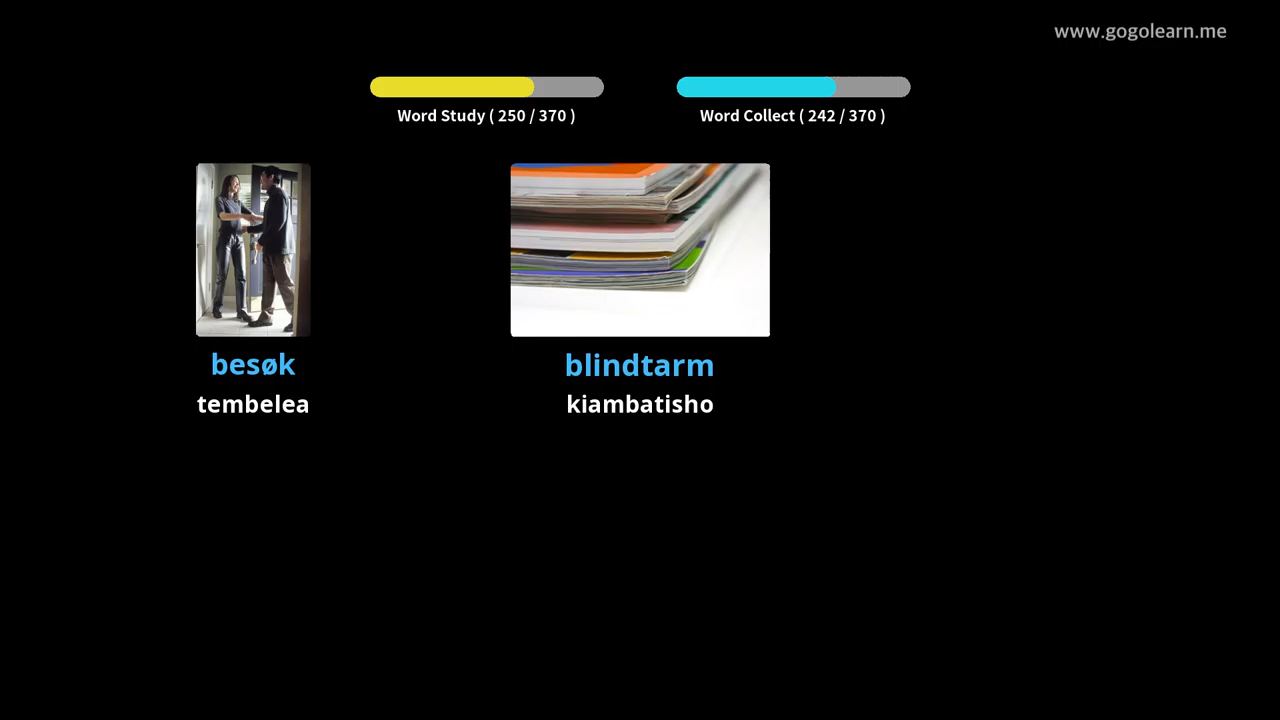 www.gogolearn.me
Word Study ( 250 / 370 )
Word Collect ( 242 / 370 )
besøk
tembelea
blindtarm
kiambatisho